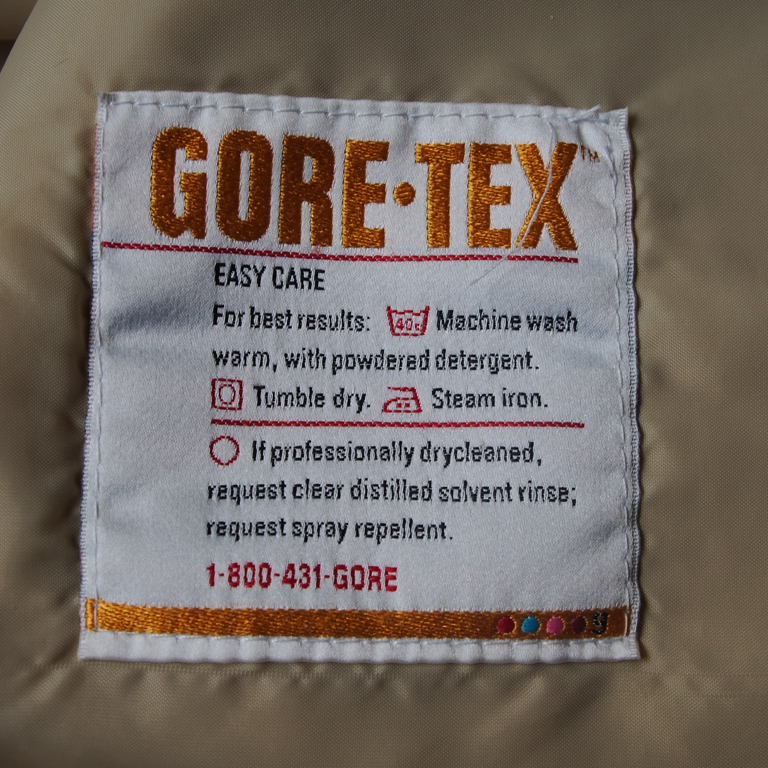 GORE·TEX™
EASY CARE
For best results: 40c Machine wash
warm, with powdered detergent.
Tumble dry. Steam iron.
If professionally drycleaned,
request clear distilled solvent rinse;
request spray repellent.
1-800-431-GORE
9